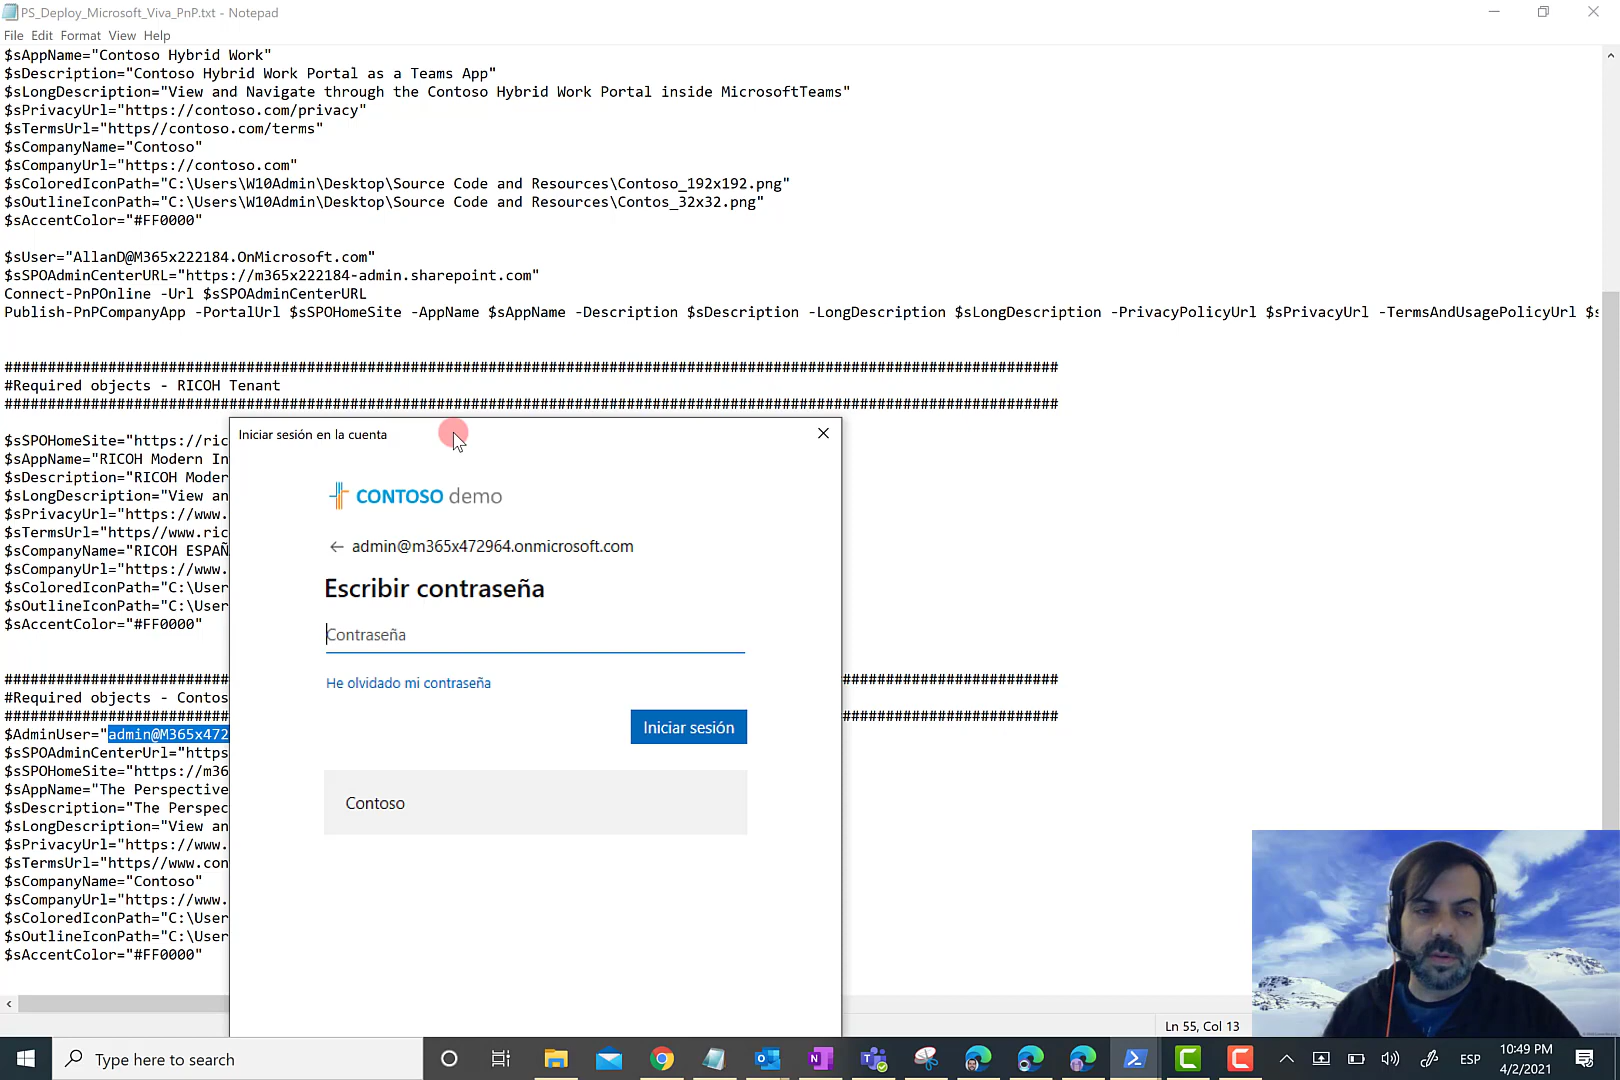 PS_Deploy_Microsoft_Viva_PnP.txt - Notepad
File Edit Format View Help
$sAppName="Contoso Hybrid Work"
$sDescription="Contoso Hybrid Work Portal as a Teams App"
$sLongDescription="View and Navigate through the Contoso Hybrid Work Portal inside MicrosoftTeams"
$sPrivacyUrl="https://contoso.com/privacy"
$sTermsUrl="https//contoso.com/terms"
$sCompanyName="Contoso"
$sCompanyUrl="https://contoso.com"
$sColoredIconPath="C:\Users\W10Admin\Desktop\Source Code and Resources\Contoso_192x192.png"
$sOutlineIconPath="C:\Users\W10Admin\Desktop\Source Code and Resources\Contos_32x32.png"
$sAccentColor="#FF0000"
$sUser="AllanD@M365x222184.OnMicrosoft.com"
$sSPOAdminCenterURL="https://m365x222184-admin.sharepoint.com"
Connect-PnPOnline -Url $sSPOAdminCenterURL
Publish-PnPCompanyApp -PortalUrl $sSPOHomeSite -AppName $sAppName -Description $sDescription -LongDescription $sLongDescription -PrivacyPolicyUrl $sPrivacyUrl -TermsAndUsagePolicyUrl $s
##########################################################################################################################
#Required objects - RICOH Tenant
##########################################################################################################################
$sSPOHomeSite="https://ric
$sAppName="RICOH Modern In
$sDescription="RICOH Moder
$sLongDescription="View an
$sPrivacyUrl="https://www.
$sTermsUrl="https//www.ric
$sCompanyName="RICOH ESPAÑ
$sCompanyUrl="https://www.
$sColoredIconPath="C:\User
$sOutlineIconPath="C:\User
$sAccentColor="#FF0000"
########################## #########################
#Required objects - Contos
########################## #########################
$AdminUser="admin@M365x472
$sSPOAdminCenterUrl="https
$sSPOHomeSite="https://m36
$sAppName="The Perspective
$sDescription="The Perspec
$sLongDescription="View an
$sPrivacyUrl="https://www.
$sTermsUrl="https//www.con
$sCompanyName="Contoso"
$sCompanyUrl="https://www.
$sColoredIconPath="C:\User
$sOutlineIconPath="C:\User
$sAccentColor="#FF0000"
Iniciar sesión en la cuenta
CONTOSO demo
admin@m365x472964.onmicrosoft.com
Escribir contraseña
Contraseña
He olvidado mi contraseña
Iniciar sesión
Contoso
Ln 55, Col 13
Type here to search
ESP
10:49 PM
4/2/2021